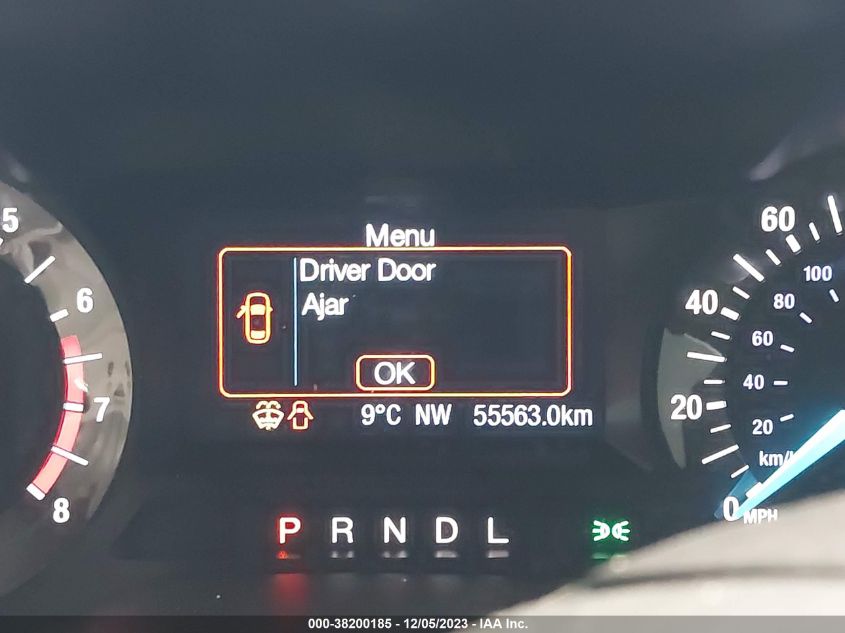 Menu
Driver Door
Ajar
OK
9°C NW 55563.0km
P R N D L
5
6
7
8
60
40
20
0 MPH
100
80
60
40
20
km/
000-38200185 - 12/05/2023 - IAA Inc.